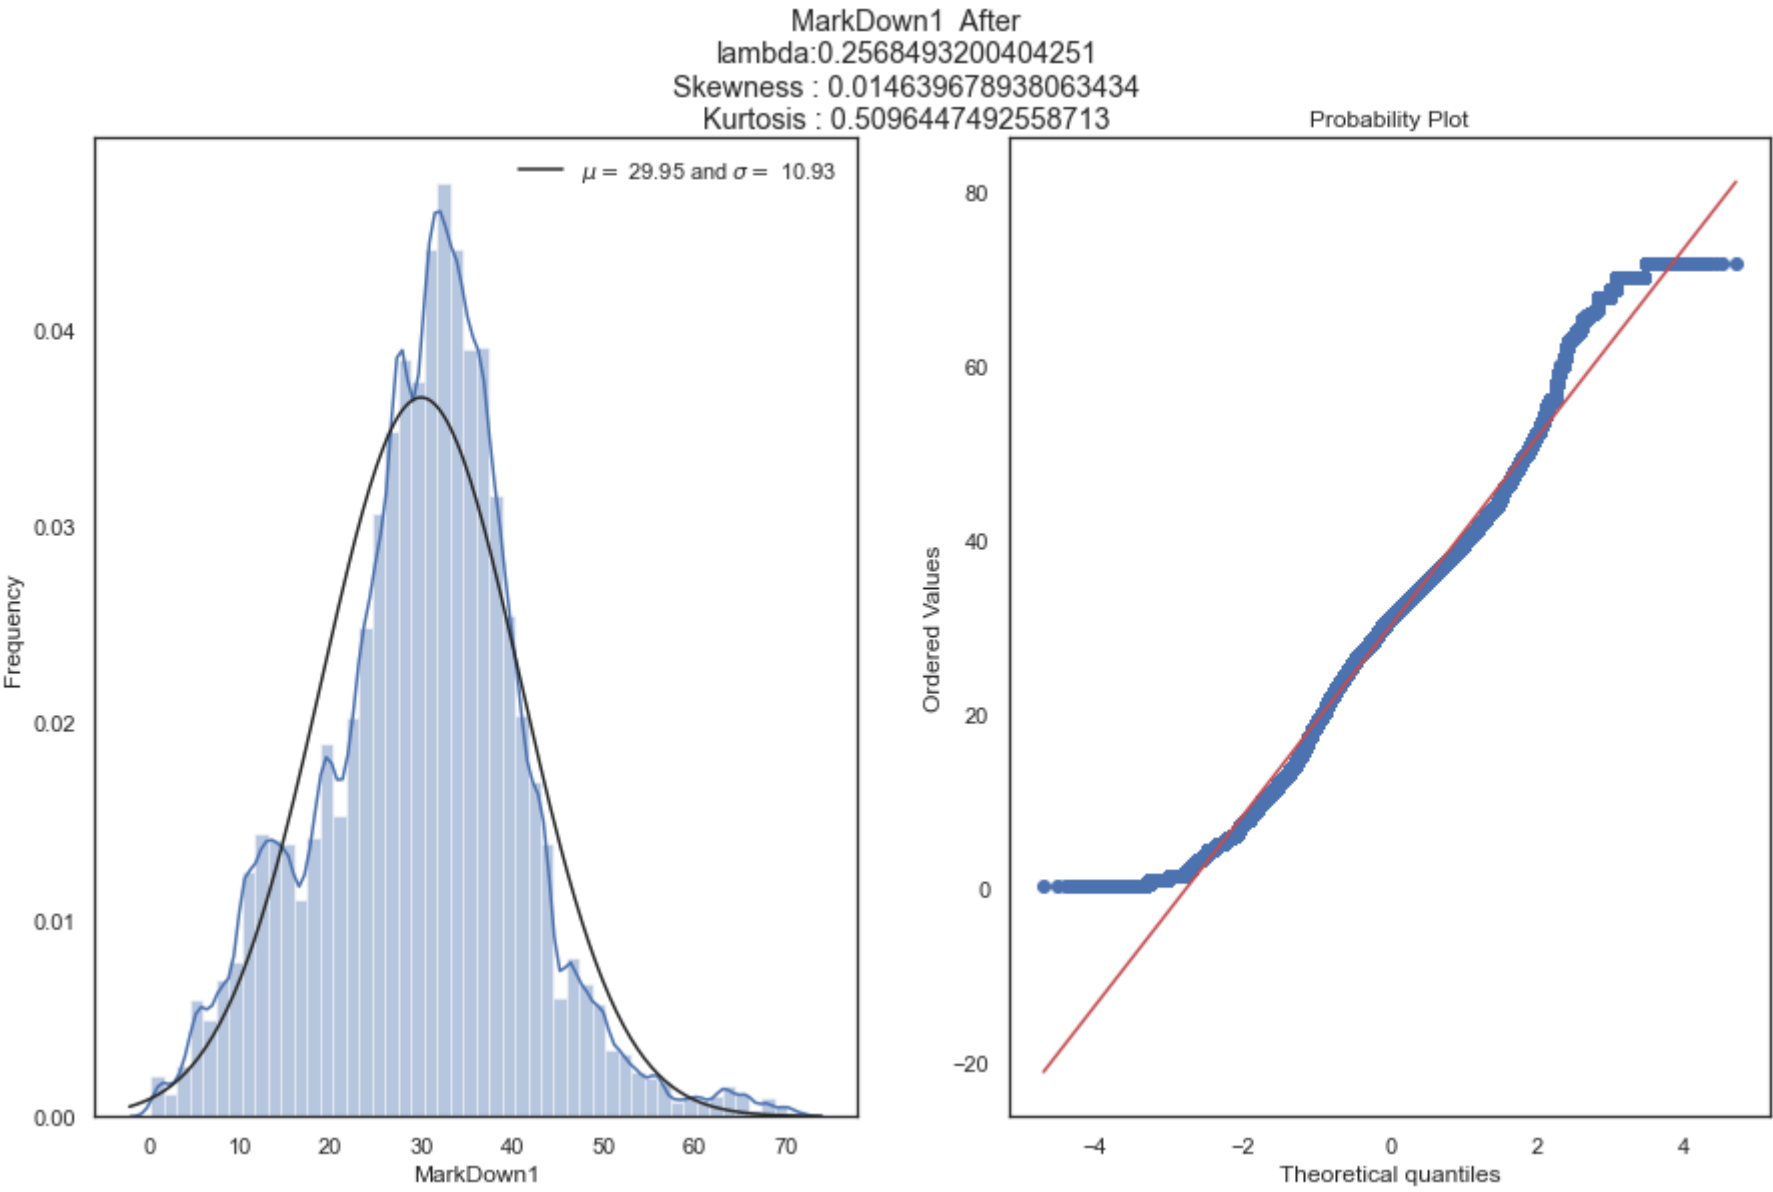 MarkDown1  After
lambda:0.2568493200404251
Skewness : 0.014639678938063434
Kurtosis : 0.5096447492558713
μ = 29.95 and σ = 10.93
Frequency
0.04
0.03
0.02
0.01
0.00
0 10 20 30 40 50 60 70
MarkDown1
Probability Plot
Ordered Values
80
60
40
20
0
−20
−4 −2 0 2 4
Theoretical quantiles